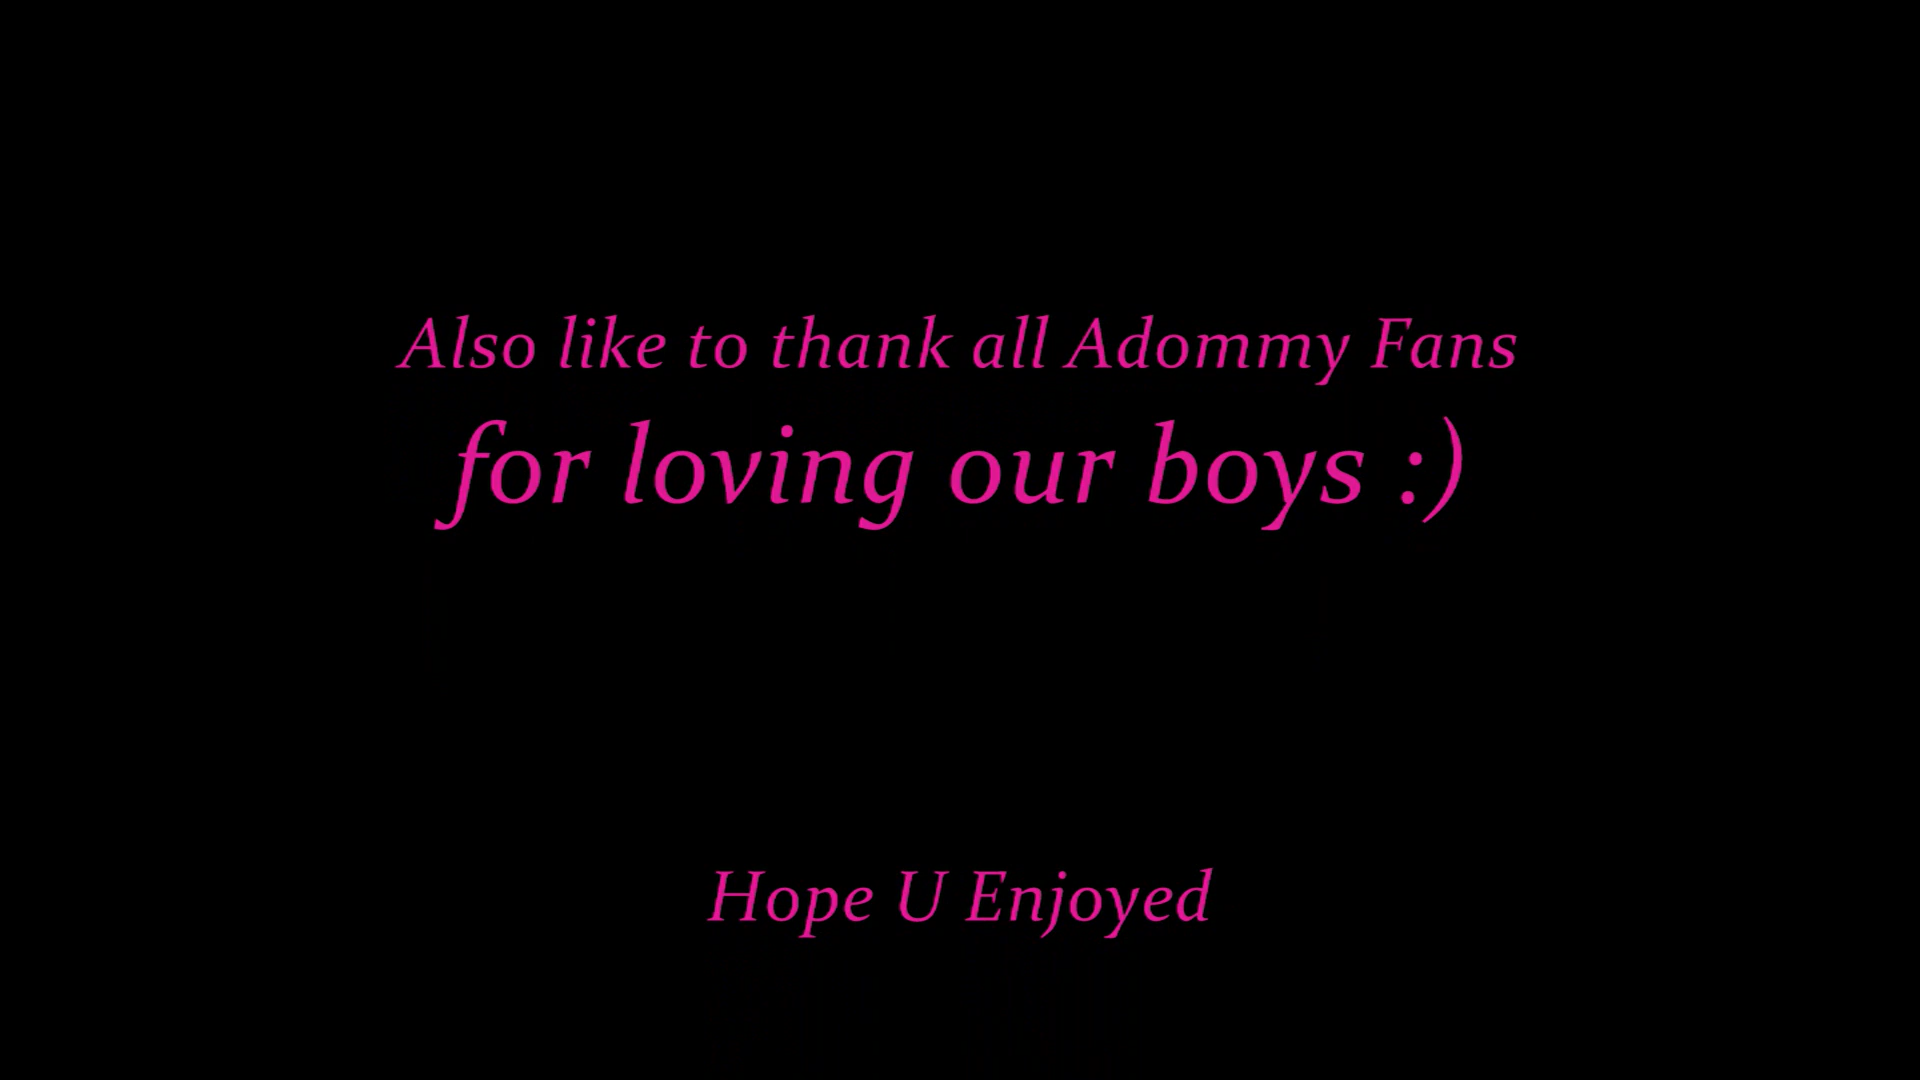 Also like to thank all Adommy Fans
for loving our boys :)
Hope U Enjoyed